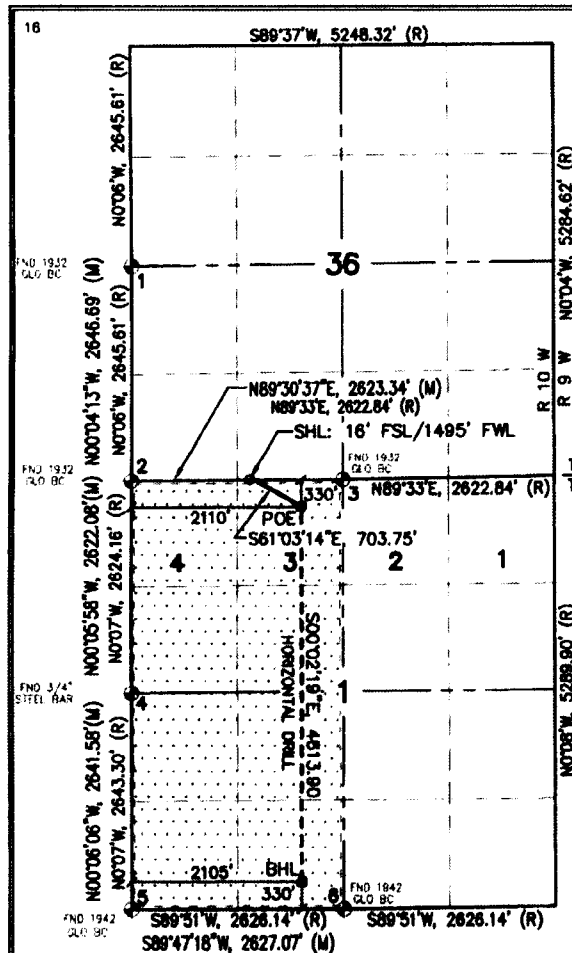 16
S89°37'W, 5248.32' (R)
N0°06'W, 2645.61' (R)
N0°04'W, 5284.62' (R)
FND 1932
GLO BC
1
36
N00°04'13"W, 2646.69' (M)
N0°06'W, 2645.61' (R)
R 10 W
R 9 W
N89°30'37"E, 2623.34' (M)
N89°33'E, 2622.84' (R)
SHL: 16' FSL/1495' FWL
FND 1932
GLO BC
2
FND 1932
GLO BC
3
330'
N89°33'E, 2622.84' (R)
2110'
POE
S61°03'14"E, 703.75'
N00°05'58"W, 2622.08'(M)
N0°07'W, 2624.16' (R)
4
3
2
1
S00°02'19"E, 4613.90
HORIZONTAL DRILL
FND 3/4"
STEEL BAR
4
1
N0°08'W, 5289.90' (R)
N00°06'06"W, 2641.58'(M)
N0°07'W, 2643.30' (R)
2105'
BHL
330'
5
6
FND 1942
GLO BC
FND 1942
GLO BC
S89°51'W, 2626.14' (R)
S89°51'W, 2626.14' (R)
S89°47'18"W, 2627.07' (M)